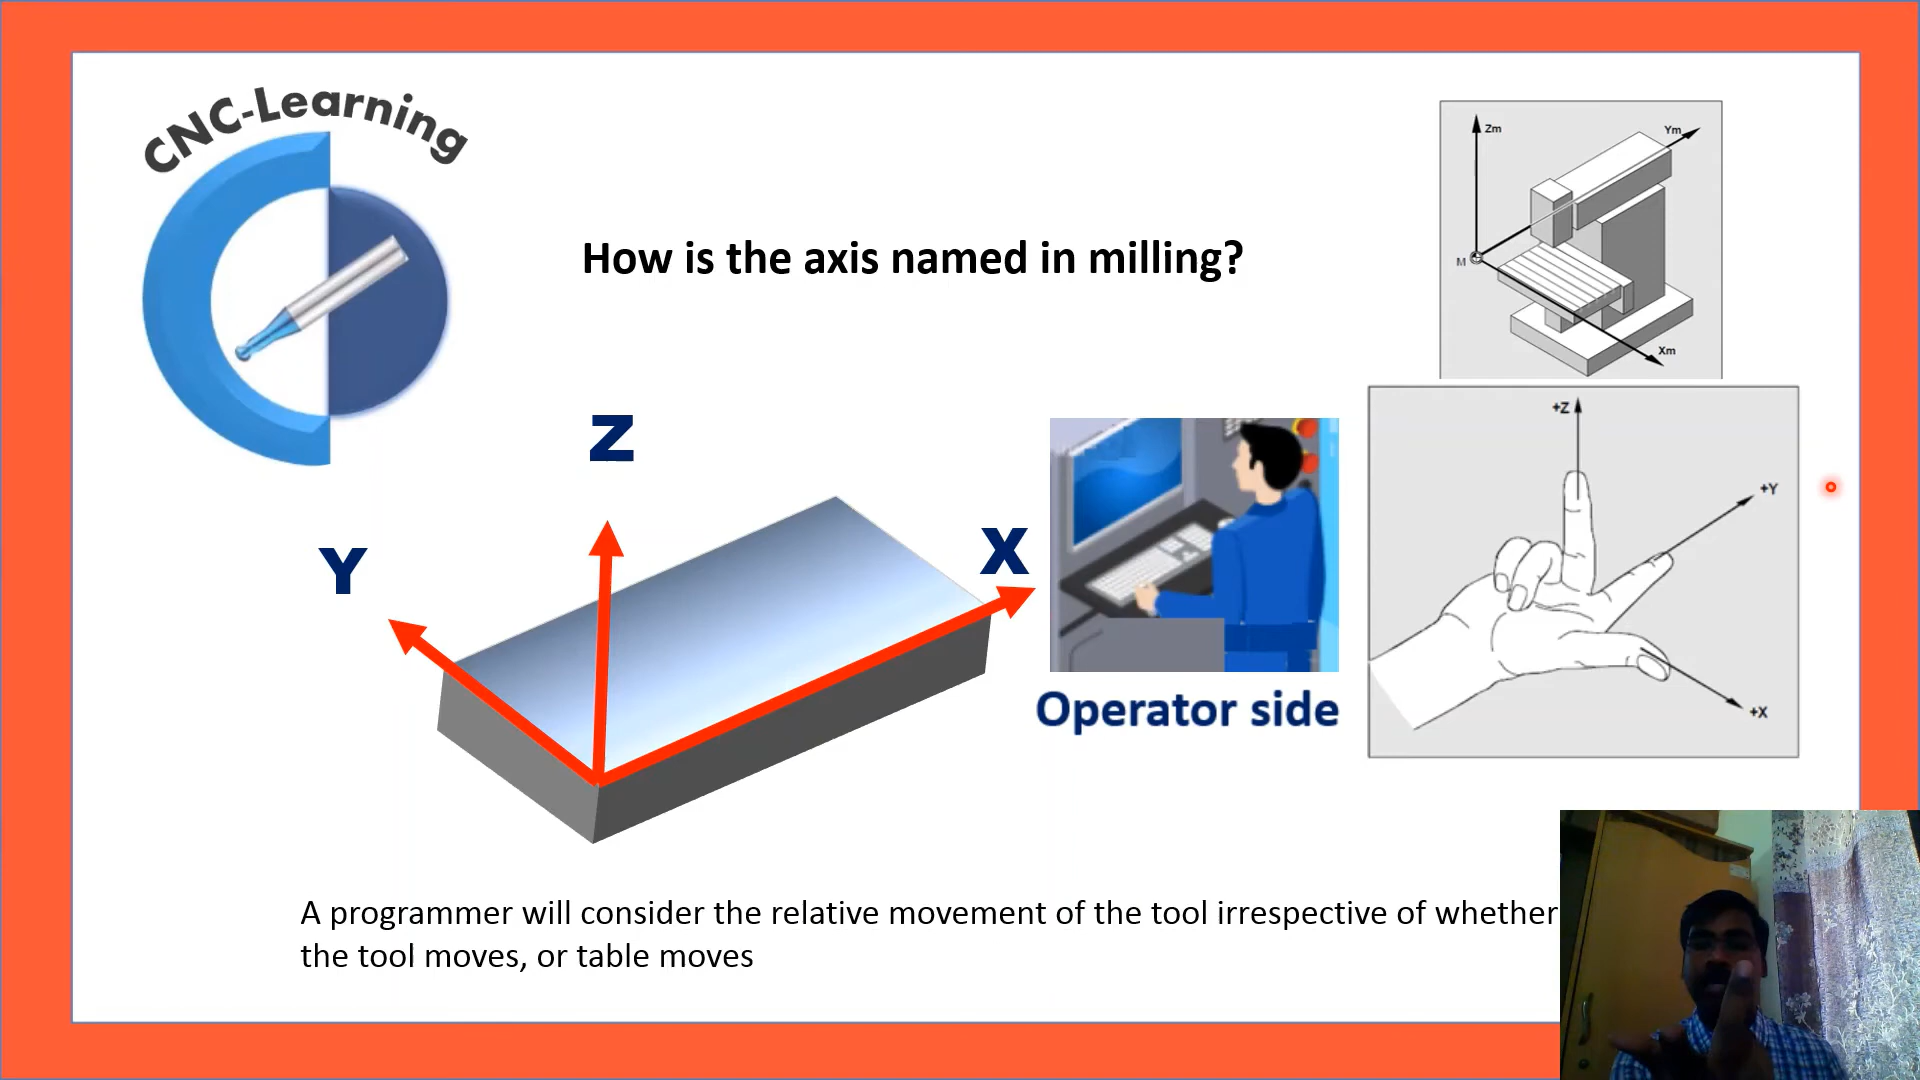 CNC-Learning
How is the axis named in milling?
Zm
Ym
M
Xm
Z
Y
X
Operator side
+Z
+Y
+X
A programmer will consider the relative movement of the tool irrespective of whether
the tool moves, or table moves